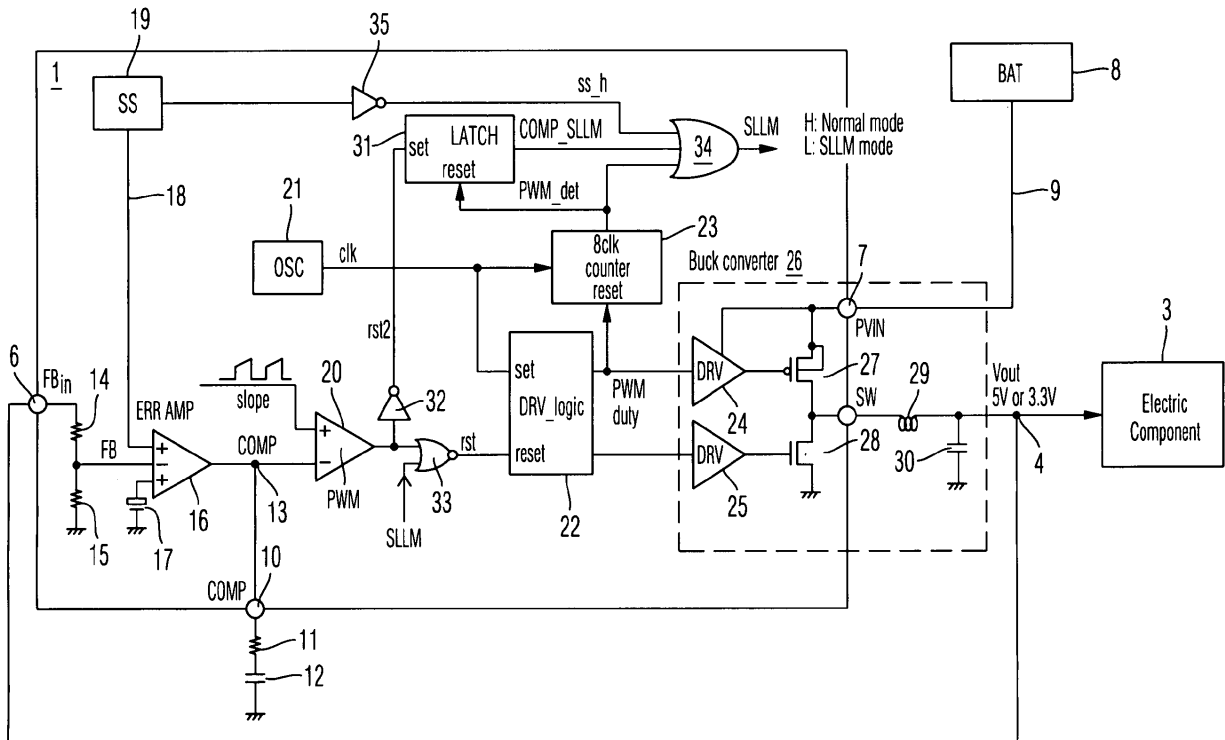 19
35
1
SS
ss_h
BAT
8
31
LATCH
set
reset
COMP_SLLM
34
SLLM
H: Normal mode
L: SLLM mode
18
PWM_det
9
21
OSC
clk
8clk
counter
reset
23
Buck converter 26
7
PVIN
3
rst2
6
FBin
14
slope
20
32
set
DRV_logic
reset
PWM
duty
DRV
24
27
SW
29
Vout
5V or 3.3V
Electric
Component
ERR AMP
FB
COMP
+
−
+
+
−
PWM
rst
33
DRV
25
28
30
4
15
17
16
13
SLLM
22
COMP
10
11
12